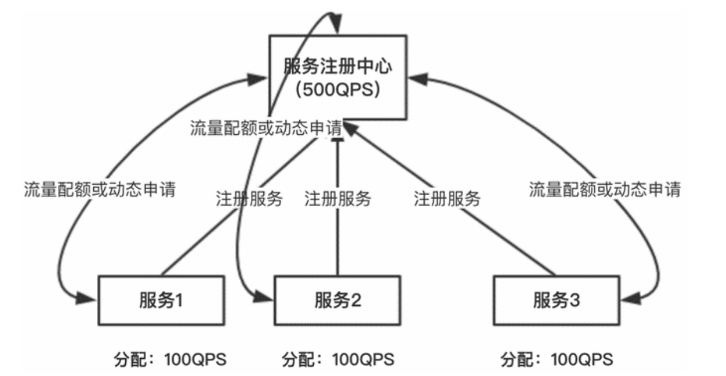 服务注册中心
（500QPS）
流量配额或动态申请
流量配额或动态申请
流量配额或动态申请
注册服务
注册服务
注册服务
服务1
服务2
服务3
分配：100QPS
分配：100QPS
分配：100QPS